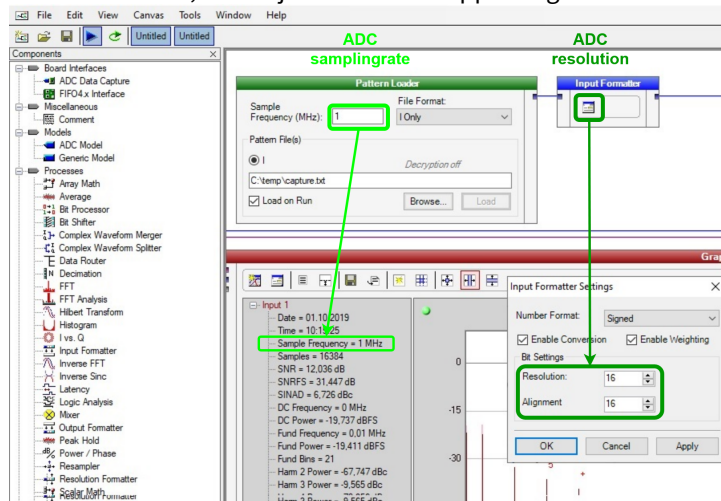 File Edit View Canvas Tools Window Help
Untitled Untitled
ADC
samplingrate
ADC
resolution
Components
Board Interfaces
ADC Data Capture
FIFO4.x Interface
Miscellaneous
Comment
Models
ADC Model
Generic Model
Processes
Array Math
Average
Bit Processor
Bit Shifter
Complex Waveform Merger
Complex Waveform Splitter
Data Router
Decimation
FFT
FFT Analysis
Hilbert Transform
Histogram
I vs. Q
Input Formatter
Inverse FFT
Inverse Sinc
Latency
Logic Analysis
Mixer
Output Formatter
Peak Hold
Power / Phase
Resampler
Resolution Formatter
Scalar Math
Pattern Loader
Sample
Frequency (MHz): 1
File Format:
I Only
Pattern File(s)
I
Decryption off
C:\temp\capture.txt
Load on Run Browse... Load
Input Formatter
Input 1
Date = 01.10.2019
Time = 10:15:25
Sample Frequency = 1 MHz
Samples = 16384
SNR = 12,036 dB
SNRFS = 31,447 dB
SINAD = 6,726 dBc
DC Frequency = 0 MHz
DC Power = -19,737 dBFS
Fund Frequency = 0,01 MHz
Fund Power = -19,411 dBFS
Fund Bins = 21
Harm 2 Power = -67,747 dBc
Harm 3 Power = -9,565 dBc
0
-15
-30
5
+
Input Formatter Settings
Number Format: Signed
Enable Conversion Enable Weighting
Bit Settings
Resolution: 16
Alignment 16
OK Cancel Apply